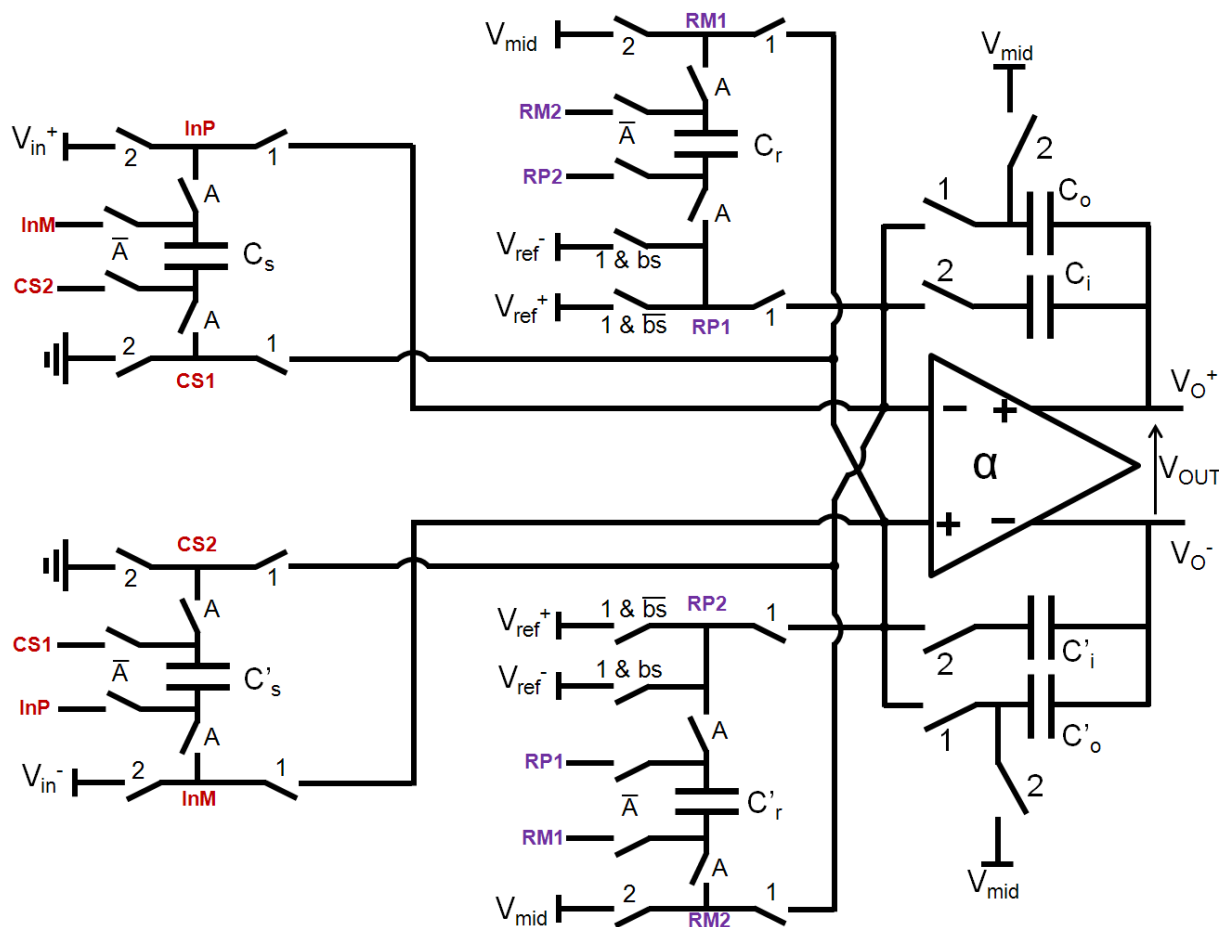 RM1
V_mid
2
1
V_mid
A
RM2
A̅
C_r
2
InP
V_in^+
2
1
RP2
A
A
1
C_o
InM
V_ref^-
1 & bs
A̅
C_s
2
C_i
CS2
V_ref^+
1 & b̅s̅
RP1
1
A
2
1
CS1
V_O^+
- +
α
V_OUT
+ -
CS2
V_O^-
2
1
A
V_ref^+
1 & b̅s̅
RP2
1
CS1
V_ref^-
1 & bs
2
C'_i
A̅
C'_s
InP
A
1
C'_o
A
RP1
V_in^-
2
InM
1
A̅
C'_r
2
RM1
A
V_mid
V_mid
2
RM2
1